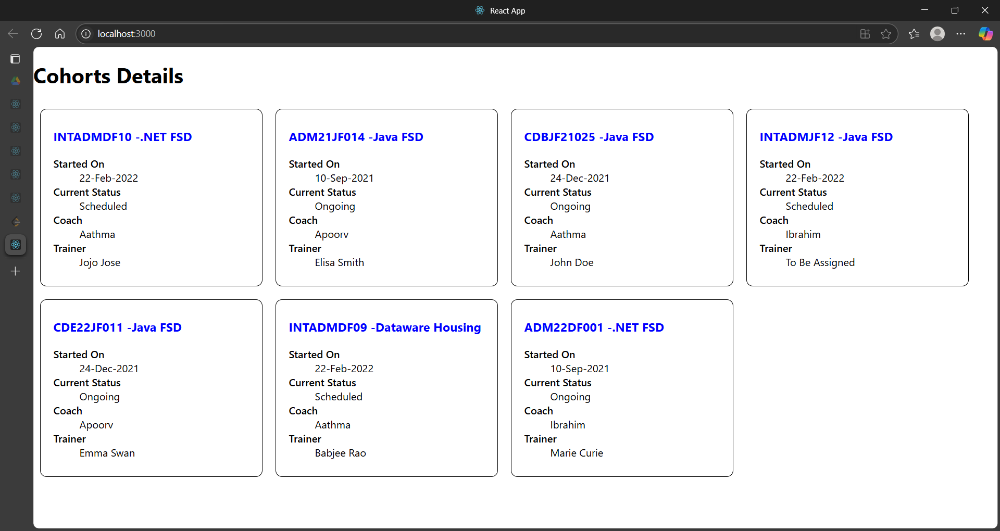 React App
localhost:3000
Cohorts Details
INTADMDF10 -.NET FSD
Started On
22-Feb-2022
Current Status
Scheduled
Coach
Aathma
Trainer
Jojo Jose
ADM21JF014 -Java FSD
Started On
10-Sep-2021
Current Status
Ongoing
Coach
Apoorv
Trainer
Elisa Smith
CDBJF21025 -Java FSD
Started On
24-Dec-2021
Current Status
Ongoing
Coach
Aathma
Trainer
John Doe
INTADMJF12 -Java FSD
Started On
22-Feb-2022
Current Status
Scheduled
Coach
Ibrahim
Trainer
To Be Assigned
CDE22JF011 -Java FSD
Started On
24-Dec-2021
Current Status
Ongoing
Coach
Apoorv
Trainer
Emma Swan
INTADMDF09 -Dataware Housing
Started On
22-Feb-2022
Current Status
Scheduled
Coach
Aathma
Trainer
Babjee Rao
ADM22DF001 -.NET FSD
Started On
10-Sep-2021
Current Status
Ongoing
Coach
Ibrahim
Trainer
Marie Curie